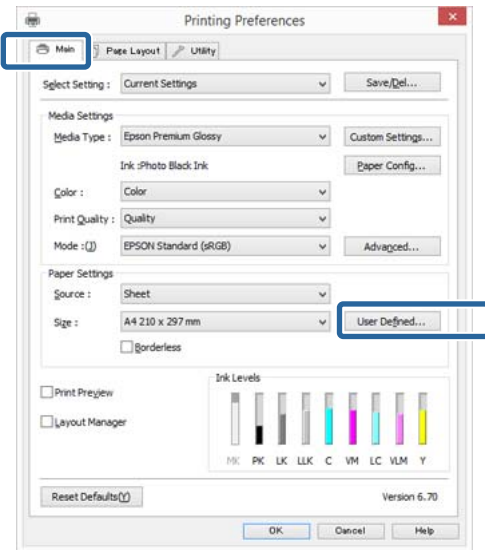 Printing Preferences
Main Page Layout Utility
Select Setting : Current Settings Save/Del...
Media Settings
Media Type : Epson Premium Glossy Custom Settings...
Ink :Photo Black Ink Paper Config...
Color : Color
Print Quality : Quality
Mode :(J) EPSON Standard (sRGB) Advanced...
Paper Settings
Source : Sheet
Size : A4 210 x 297 mm User Defined...
Borderless
Ink Levels
Print Preview
Layout Manager
MK PK LK LLK C VM LC VLM Y
Reset Defaults(Y) Version 6.70
OK Cancel Help